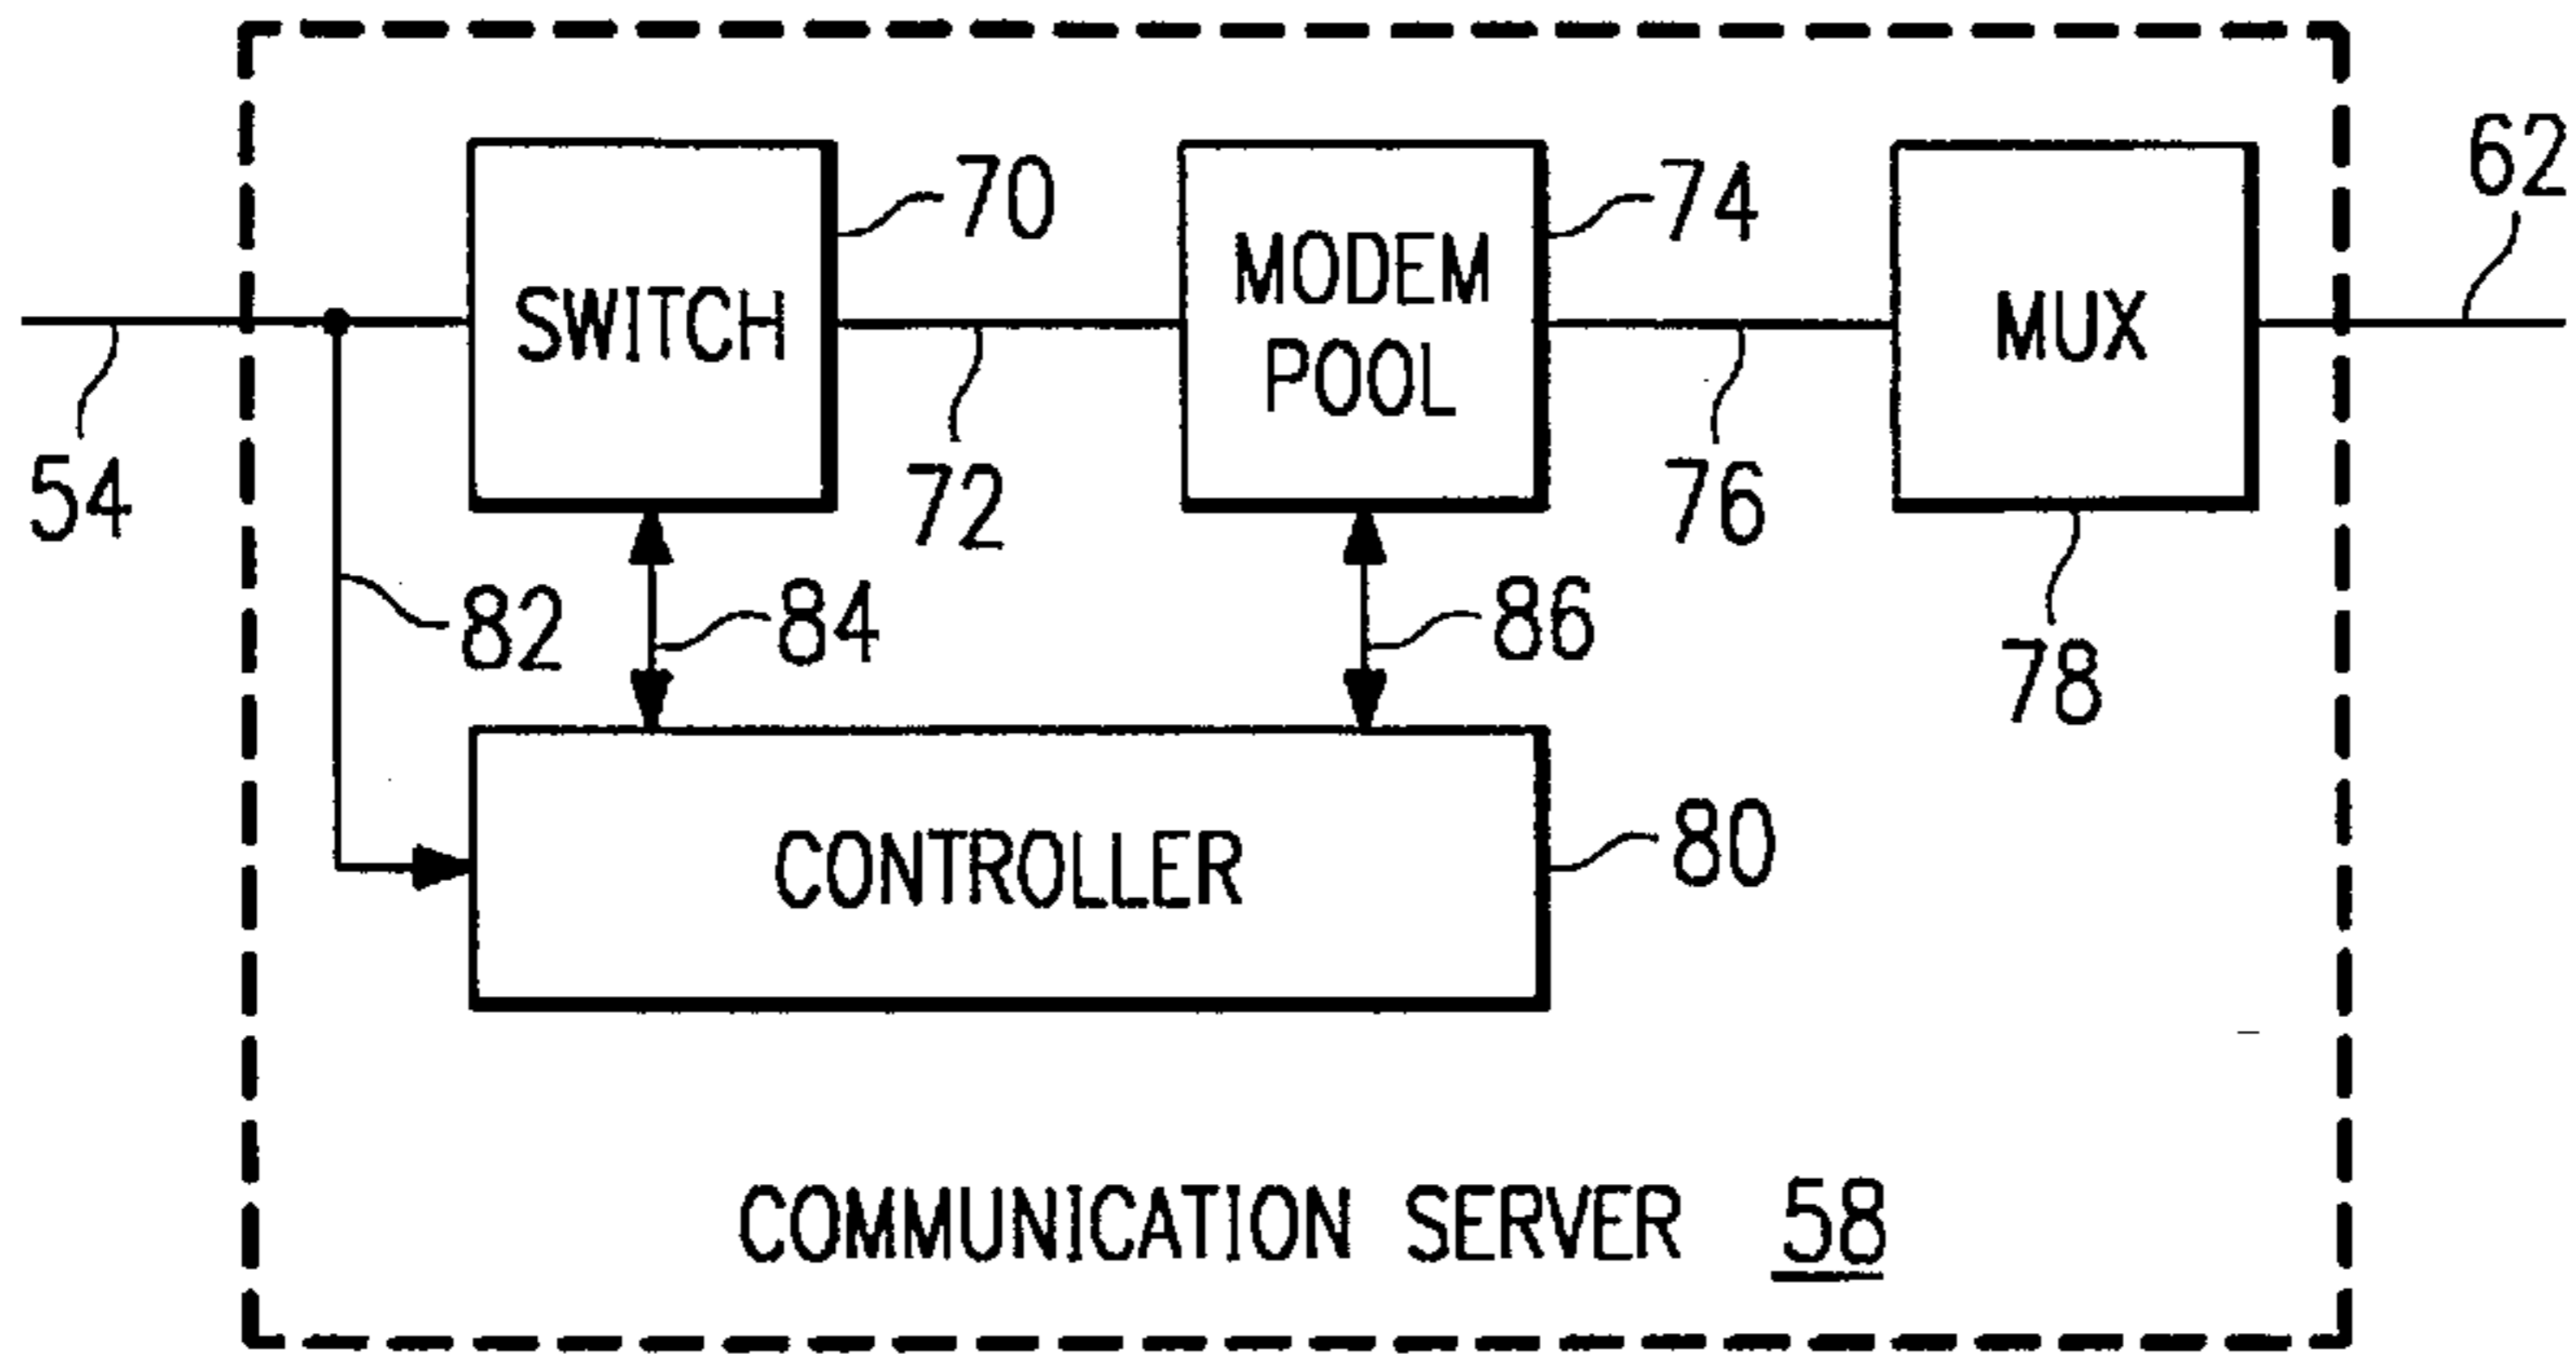 70
74
62
SWITCH
MODEM
POOL
MUX
54
72
76
82
84
86
78
CONTROLLER
80
COMMUNICATION SERVER 58